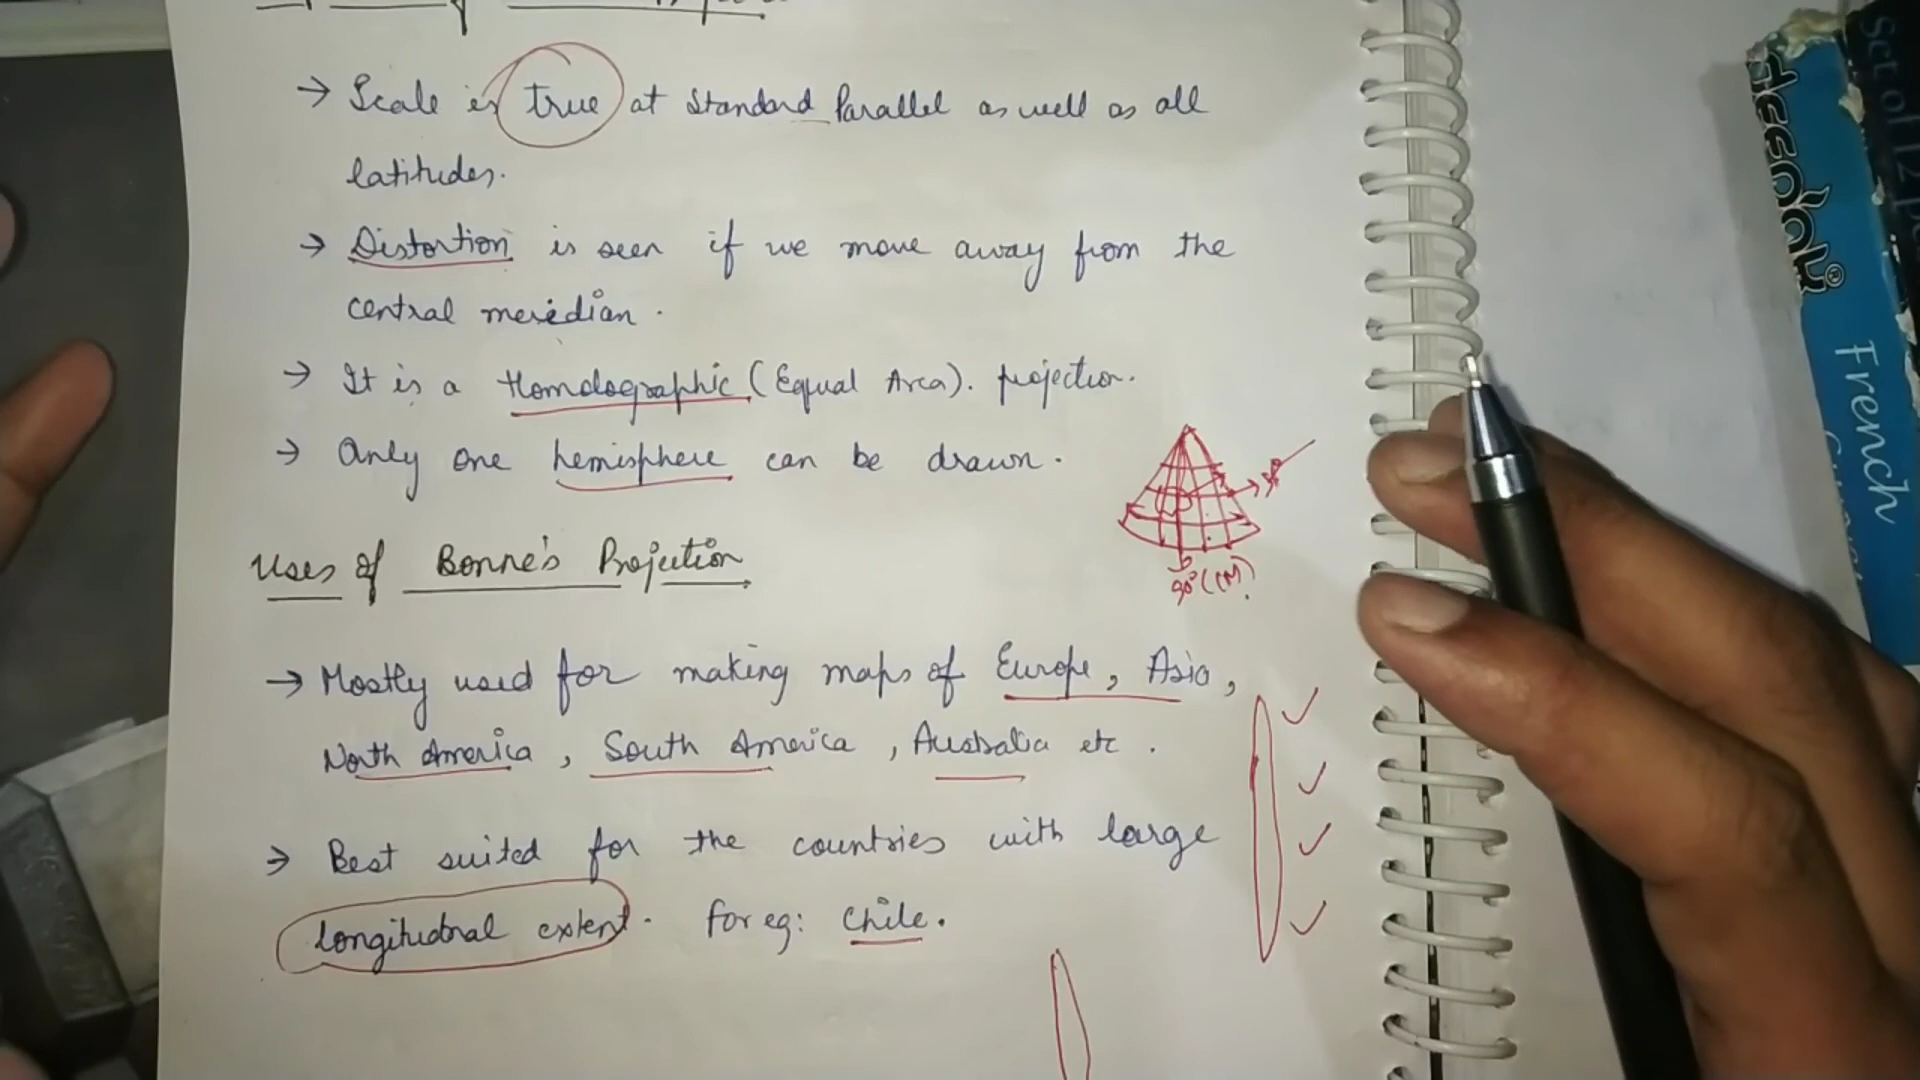 → Scale is true at Standard Parallel as well as all
latitudes.
→ Distortion is seen if we move away from the
central meridian.
→ It is a Homolographic (Equal Area). projection.
→ Only one hemisphere can be drawn.
90° (CM)
Uses of Bonne's Projection
→ Mostly used for making maps of Europe, Asia,
North America, South America, Australia etc.
→ Best suited for the countries with large
longitudnal extent. For eg: Chile.
French